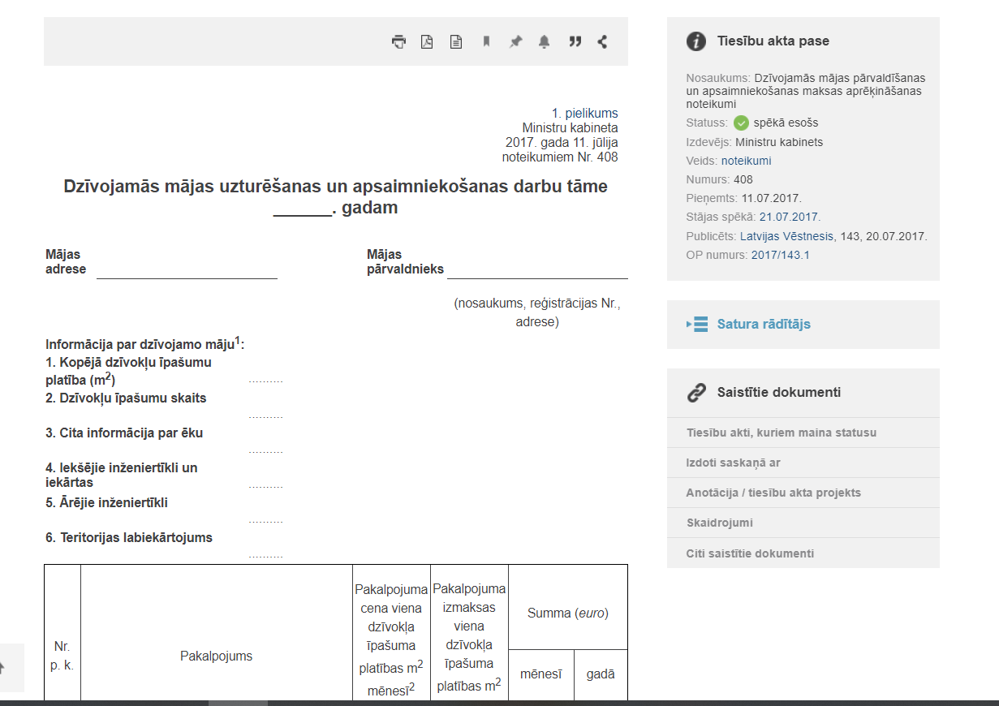 1. pielikums
Ministru kabineta
2017. gada 11. jūlija
noteikumiem Nr. 408
Dzīvojamās mājas uzturēšanas un apsaimniekošanas darbu tāme
______. gadam
Mājas
adrese
Mājas
pārvaldnieks
(nosaukums, reģistrācijas Nr.,
adrese)
Informācija par dzīvojamo māju1:
1. Kopējā dzīvokļu īpašumu
platība (m2)
..........
2. Dzīvokļu īpašumu skaits
..........
3. Cita informācija par ēku
..........
4. Iekšējie inženiertīkli un
iekārtas
..........
5. Ārējie inženiertīkli
..........
6. Teritorijas labiekārtojums
..........
Nr.
p. k.
Pakalpojums
Pakalpojuma
cena viena
dzīvokļa
īpašuma
platības m2
mēnesī2
Pakalpojuma
izmaksas
viena
dzīvokļa
īpašuma
platības m2
Summa (euro)
mēnesī
gadā
Tiesību akta pase
Nosaukums: Dzīvojamās mājas pārvaldīšanas
un apsaimniekošanas maksas aprēķināšanas
noteikumi
Statuss: spēkā esošs
Izdevējs: Ministru kabinets
Veids: noteikumi
Numurs: 408
Pieņemts: 11.07.2017.
Stājas spēkā: 21.07.2017.
Publicēts: Latvijas Vēstnesis, 143, 20.07.2017.
OP numurs: 2017/143.1
Satura rādītājs
Saistītie dokumenti
Tiesību akti, kuriem maina statusu
Izdoti saskaņā ar
Anotācija / tiesību akta projekts
Skaidrojumi
Citi saistītie dokumenti